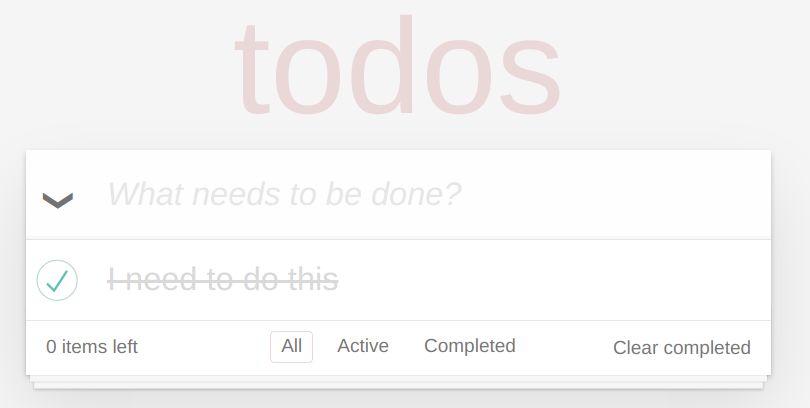 todos
What needs to be done?
I need to do this
0 items left All Active Completed Clear completed